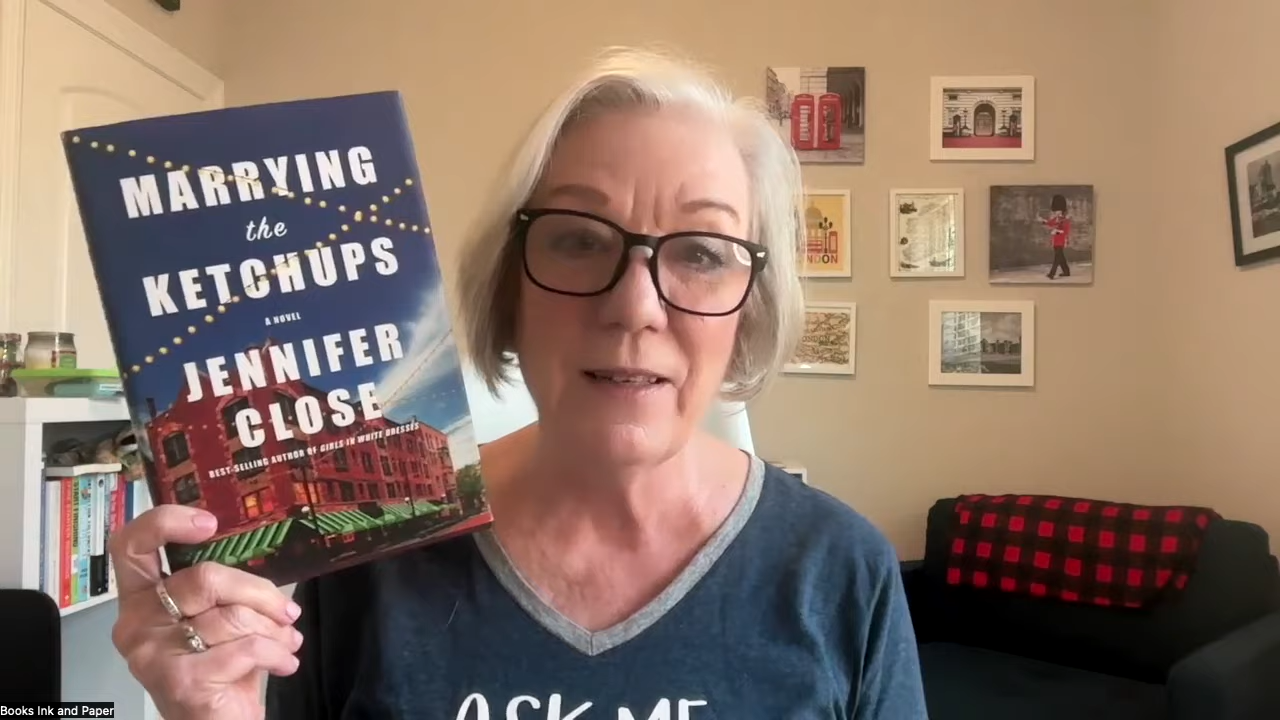 MARRYING
the
KETCHUPS
A NOVEL
JENNIFER
CLOSE
BEST-SELLING AUTHOR OF GIRLS IN WHITE DRESSES
LONDON
ASK ME
Books Ink and Paper